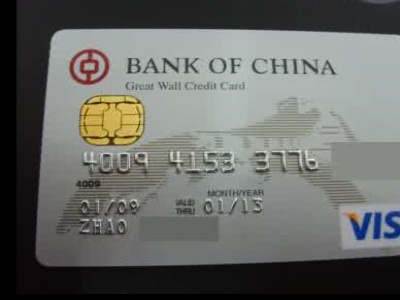 BANK OF CHINA
Great Wall Credit Card
4009 4153 3776
4009
MONTH/YEAR
01/09 VALID THRU 01/13
ZHAO
VIS